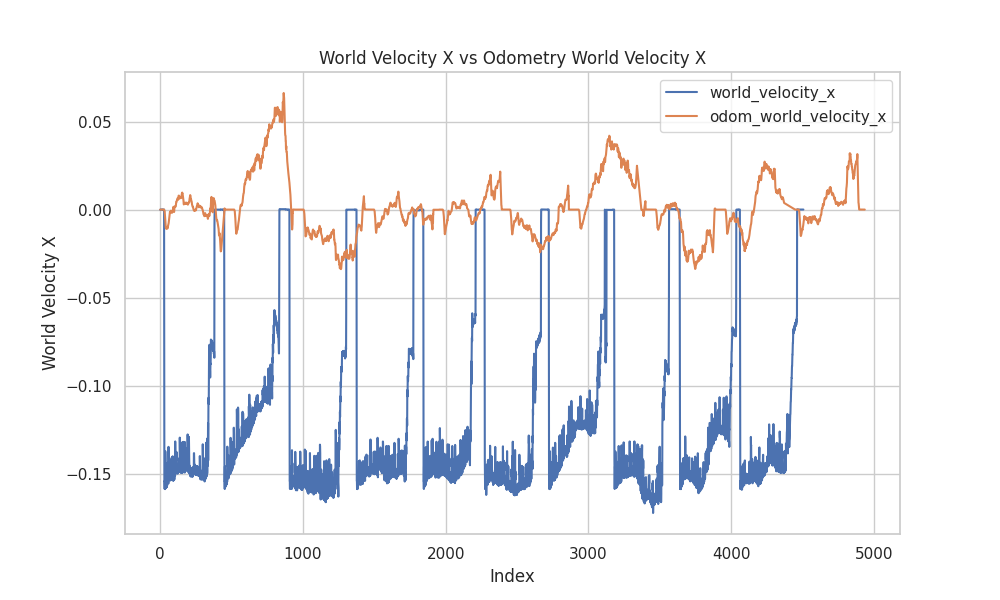 World Velocity X vs Odometry World Velocity X
world_velocity_x
odom_world_velocity_x
World Velocity X
0.05
0.00
−0.05
−0.10
−0.15
0
1000
2000
3000
4000
5000
Index